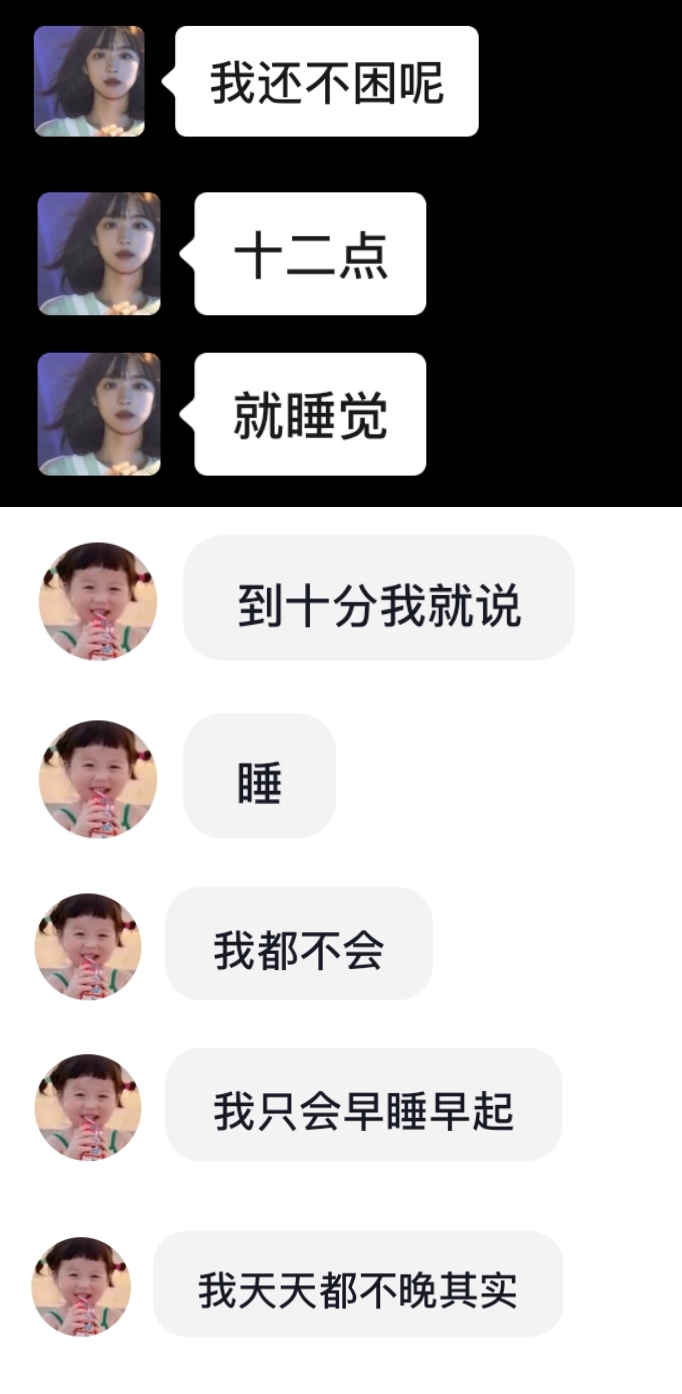 我还不困呢
十二点
就睡觉
到十分我就说
睡
我都不会
我只会早睡早起
我天天都不晚其实